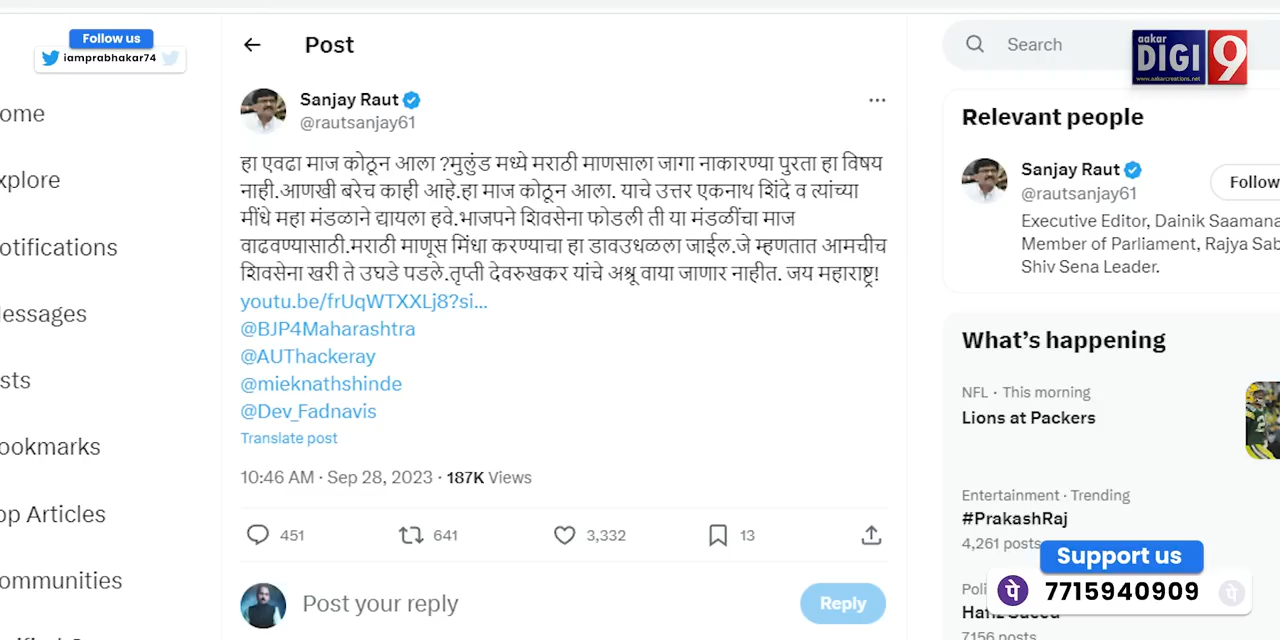 Follow us
iamprabhakar74
ome
xplore
otifications
essages
sts
ookmarks
op Articles
ommunities
Post
Sanjay Raut
@rautsanjay61
हा एवढा माज कोठून आला ?मुलुंड मध्ये मराठी माणसाला जागा नाकारण्या पुरता हा विषय
नाही.आणखी बरेच काही आहे.हा माज कोठून आला. याचे उत्तर एकनाथ शिंदे व त्यांच्या
मींधे महा मंडळाने द्यायला हवे.भाजपने शिवसेना फोडली ती या मंडळींचा माज
वाढवण्यासाठी.मराठी माणूस मिंधा करण्याचा हा डावउधळला जाईल.जे म्हणतात आमचीच
शिवसेना खरी ते उघडे पडले.तृप्ती देवरुखकर यांचे अश्रू वाया जाणार नाहीत. जय महाराष्ट्र!
youtu.be/frUqWTXXLj8?si...
@BJP4Maharashtra
@AUThackeray
@mieknathshinde
@Dev_Fadnavis
Translate post
10:46 AM · Sep 28, 2023 · 187K Views
451 641 3,332 13
Post your reply
Reply
Search
aakar
DIGI 9
www.aakarcreations.net
Relevant people
Sanjay Raut
@rautsanjay61
Follow
Executive Editor, Dainik Saamana
Member of Parliament, Rajya Sab
Shiv Sena Leader.
What's happening
NFL · This morning
Lions at Packers
Entertainment · Trending
#PrakashRaj
4,261 posts
Support us
Poli
पे 7715940909 पे
7156 posts